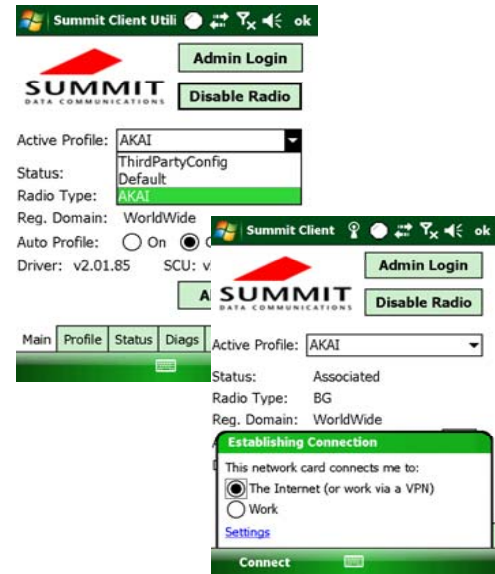 Summit Client Utili
ok
Admin Login
SUMMIT
DATA COMMUNICATIONS
Disable Radio
Active Profile: AKAI
ThirdPartyConfig
Default
AKAI
Status:
Radio Type:
Reg. Domain: WorldWide
Auto Profile: On
Driver: v2.01.85 SCU: v
Main Profile Status Diags
Summit Client
ok
Admin Login
SUMMIT
DATA COMMUNICATIONS
Disable Radio
Active Profile: AKAI
Status: Associated
Radio Type: BG
Reg. Domain: WorldWide
Establishing Connection
This network card connects me to:
The Internet (or work via a VPN)
Work
Settings
Connect